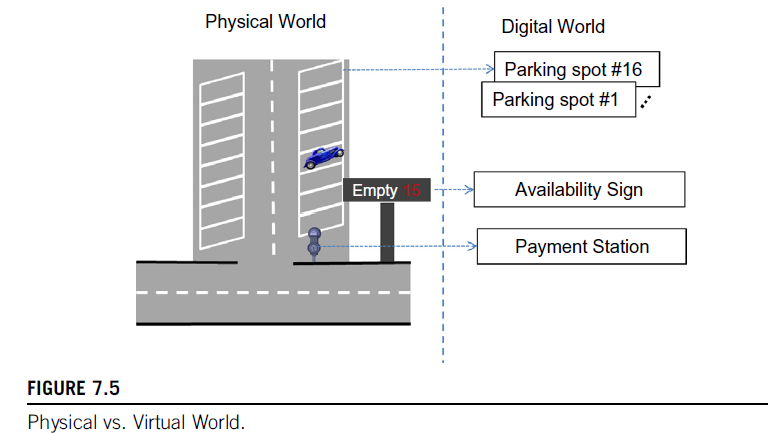 Physical World
Digital World
Parking spot #16
Parking spot #1
Empty 15
Availability Sign
Payment Station
FIGURE 7.5
Physical vs. Virtual World.